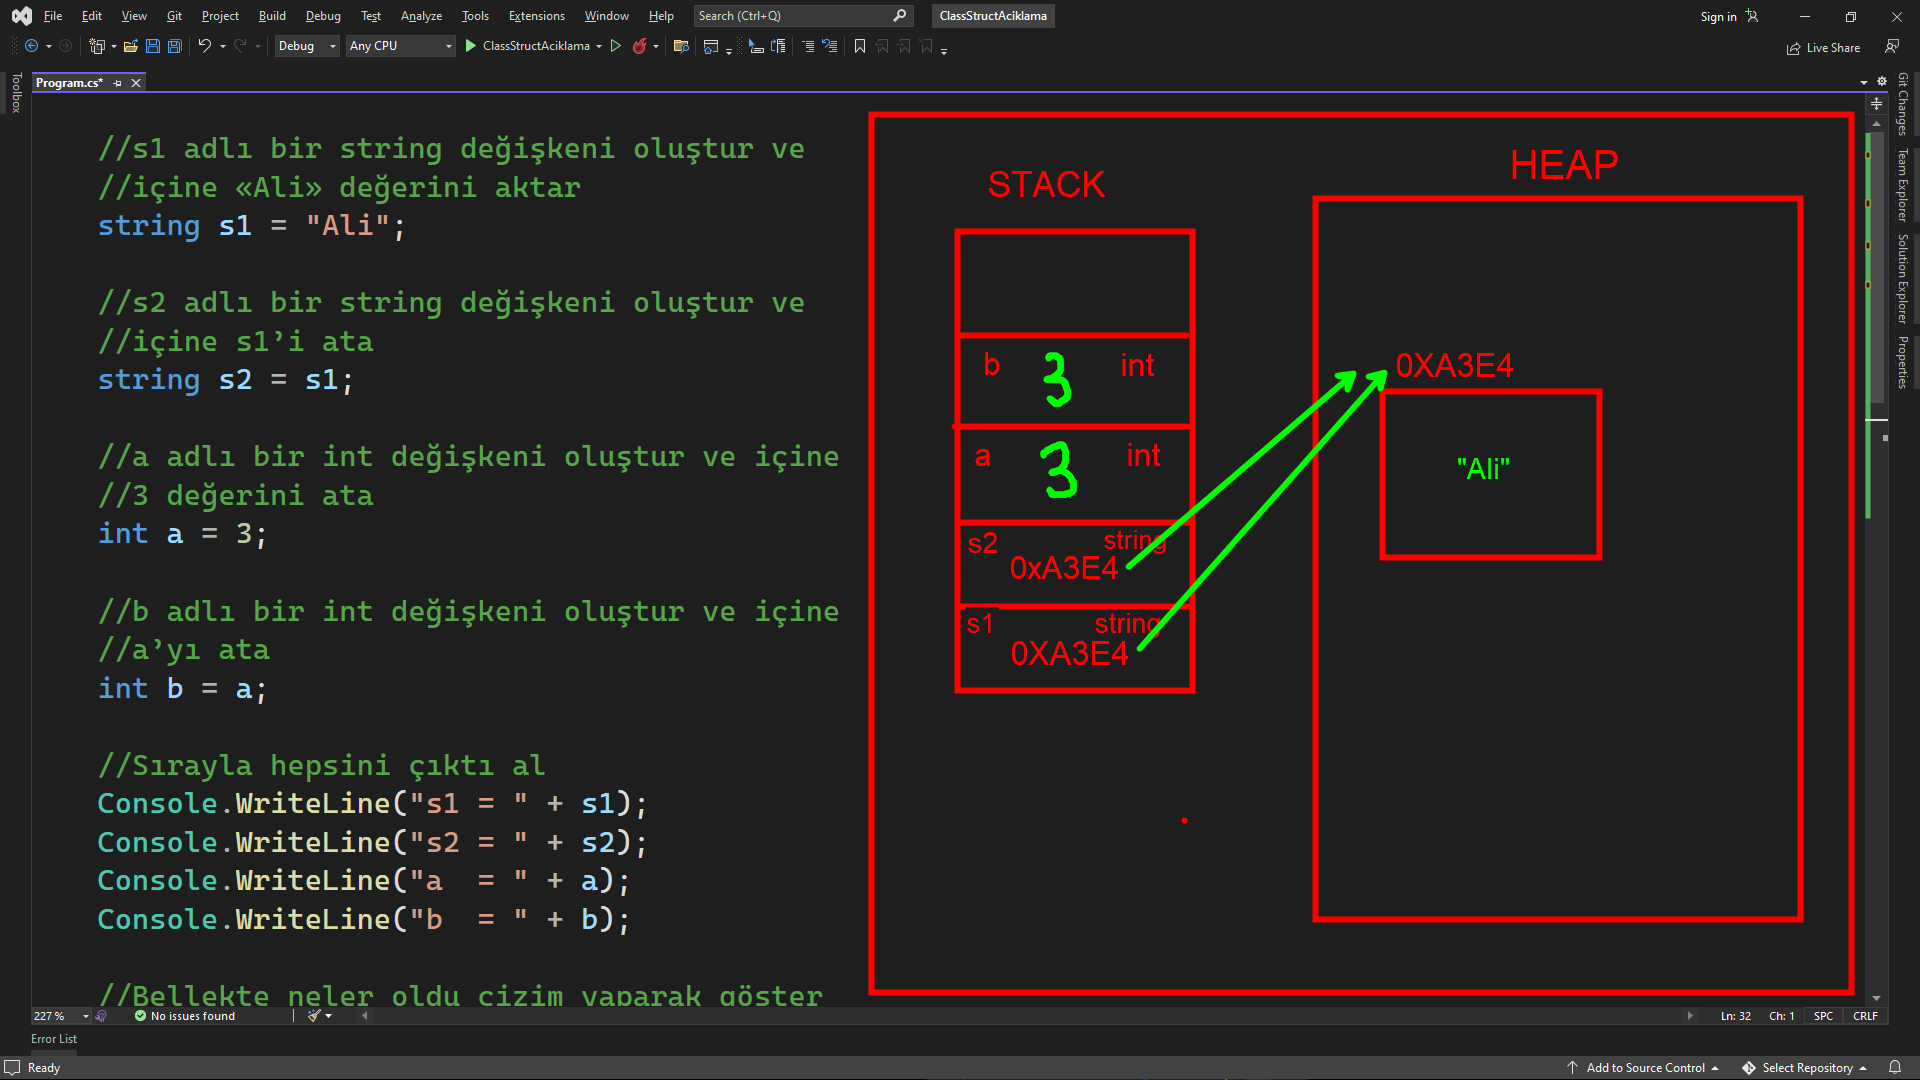 File Edit View Git Project Build Debug Test Analyze Tools Extensions Window Help Search (Ctrl+Q) ClassStructAciklama Sign in
Debug Any CPU ClassStructAciklama Live Share
Toolbox
Program.cs*
//s1 adlı bir string değişkeni oluştur ve
//içine «Ali» değerini aktar
string s1 = "Ali";
//s2 adlı bir string değişkeni oluştur ve
//içine s1’i ata
string s2 = s1;
//a adlı bir int değişkeni oluştur ve içine
//3 değerini ata
int a = 3;
//b adlı bir int değişkeni oluştur ve içine
//a’yı ata
int b = a;
//Sırayla hepsini çıktı al
Console.WriteLine("s1 = " + s1);
Console.WriteLine("s2 = " + s2);
Console.WriteLine("a  = " + a);
Console.WriteLine("b  = " + b);
//Bellekte neler oldu çizim yaparak göster
STACK
b 3 int
a 3 int
s2 string
0xA3E4
s1 string
0XA3E4
HEAP
0XA3E4
"Ali"
Git Changes
Team Explorer
Solution Explorer
Properties
227 % No issues found Ln: 32 Ch: 1 SPC CRLF
Error List
Ready Add to Source Control Select Repository